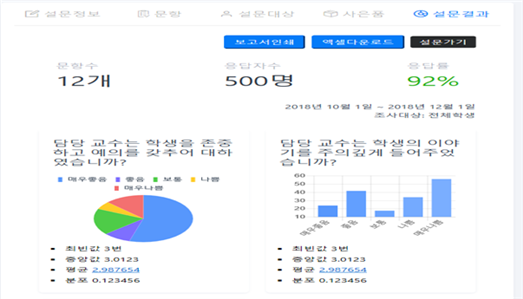 설문정보 문항 설문대상 사은품 설문결과
보고서인쇄 엑셀다운로드 설문가기
문항수 응답자수 응답률
12개 500명 92%
2018년 10월 1일 ~ 2018년 12월 1일
조사대상: 전체학생
담당 교수는 학생을 존중
하고 예의를 갖추어 대하
였습니까?
매우좋음 좋음 보통 나쁨
매우나쁨
최빈값 3번
중앙값 3.0123
평균 2.987654
분포 0.123456
담당 교수는 학생의 이야
기를 주의깊게 들어주었
습니까?
60
50
40
30
20
10
매우좋음 좋음 보통 나쁨 매우나쁨
최빈값 3번
중앙값 3.0123
평균 2.987654
분포 0.123456